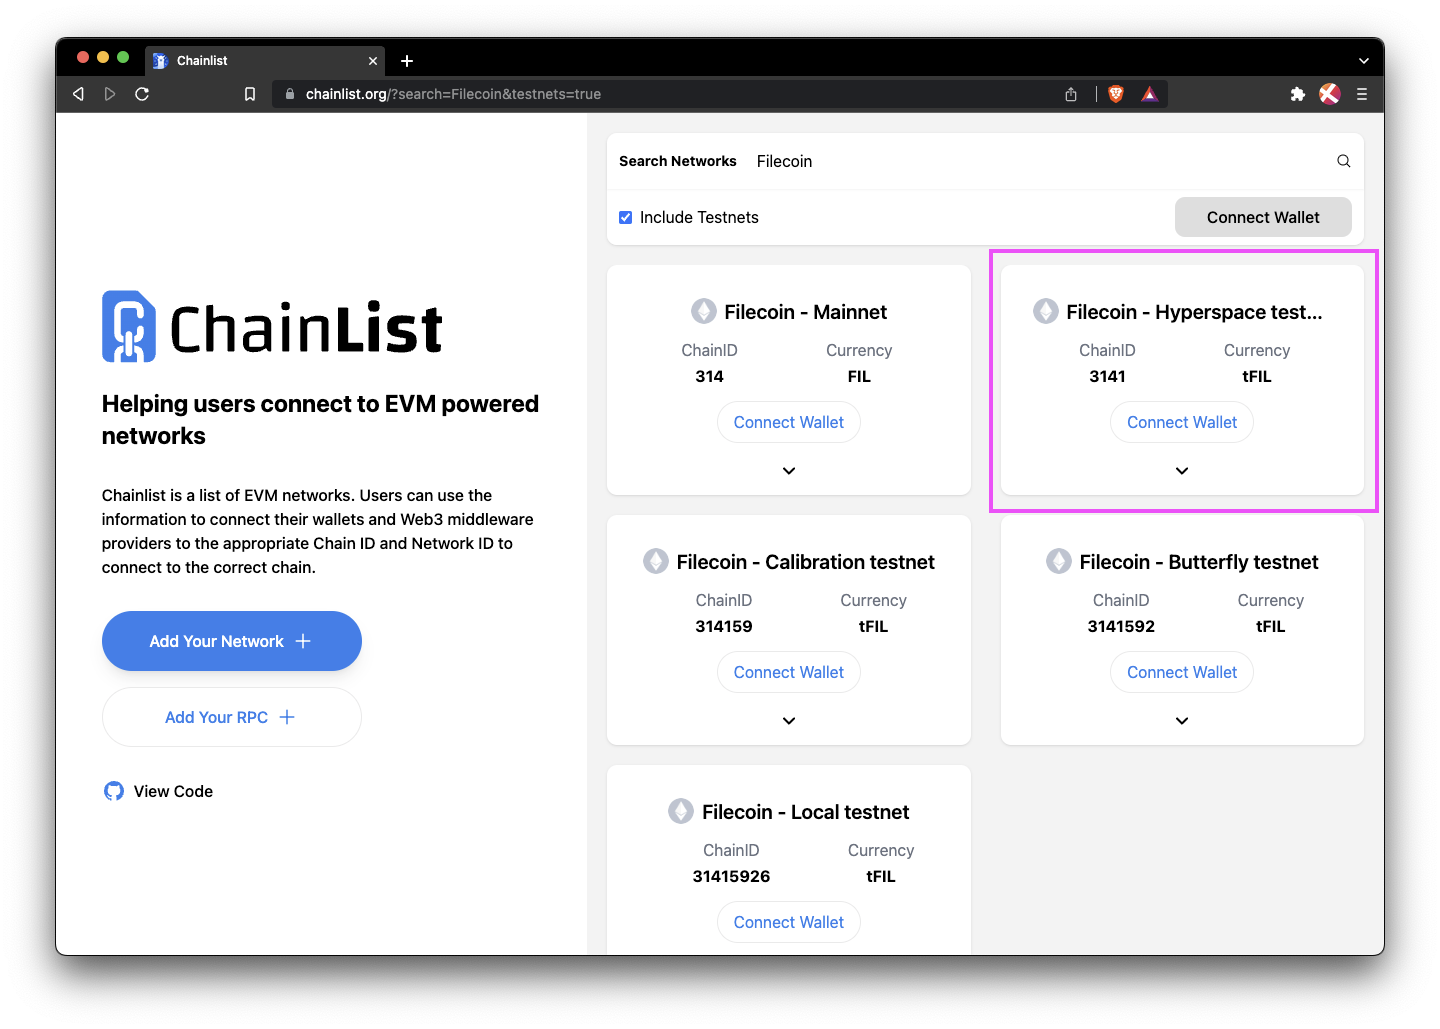 Chainlist
chainlist.org/?search=Filecoin&testnets=true
ChainList
Helping users connect to EVM powered
networks
Chainlist is a list of EVM networks. Users can use the
information to connect their wallets and Web3 middleware
providers to the appropriate Chain ID and Network ID to
connect to the correct chain.
Add Your Network
Add Your RPC
View Code
Search Networks Filecoin
Include Testnets
Connect Wallet
Filecoin - Mainnet
ChainID Currency
314 FIL
Connect Wallet
Filecoin - Hyperspace test...
ChainID Currency
3141 tFIL
Connect Wallet
Filecoin - Calibration testnet
ChainID Currency
314159 tFIL
Connect Wallet
Filecoin - Butterfly testnet
ChainID Currency
3141592 tFIL
Connect Wallet
Filecoin - Local testnet
ChainID Currency
31415926 tFIL
Connect Wallet